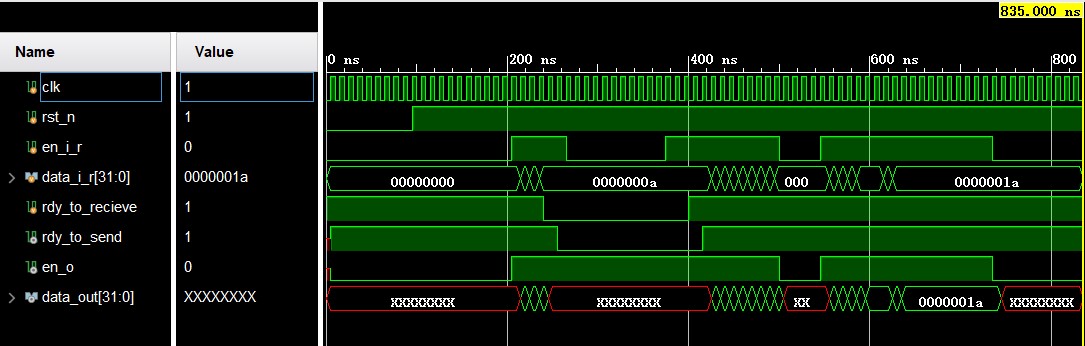 835.000 ns
Name Value
0 ns 200 ns 400 ns 600 ns 800
clk 1
rst_n 1
en_i_r 0
data_i_r[31:0] 0000001a 00000000 0000000a 000 0000001a
rdy_to_recieve 1
rdy_to_send 1
en_o 0
data_out[31:0] XXXXXXXX XXXXXXXX XXXXXXXX XX 0000001a XXXXXXXX